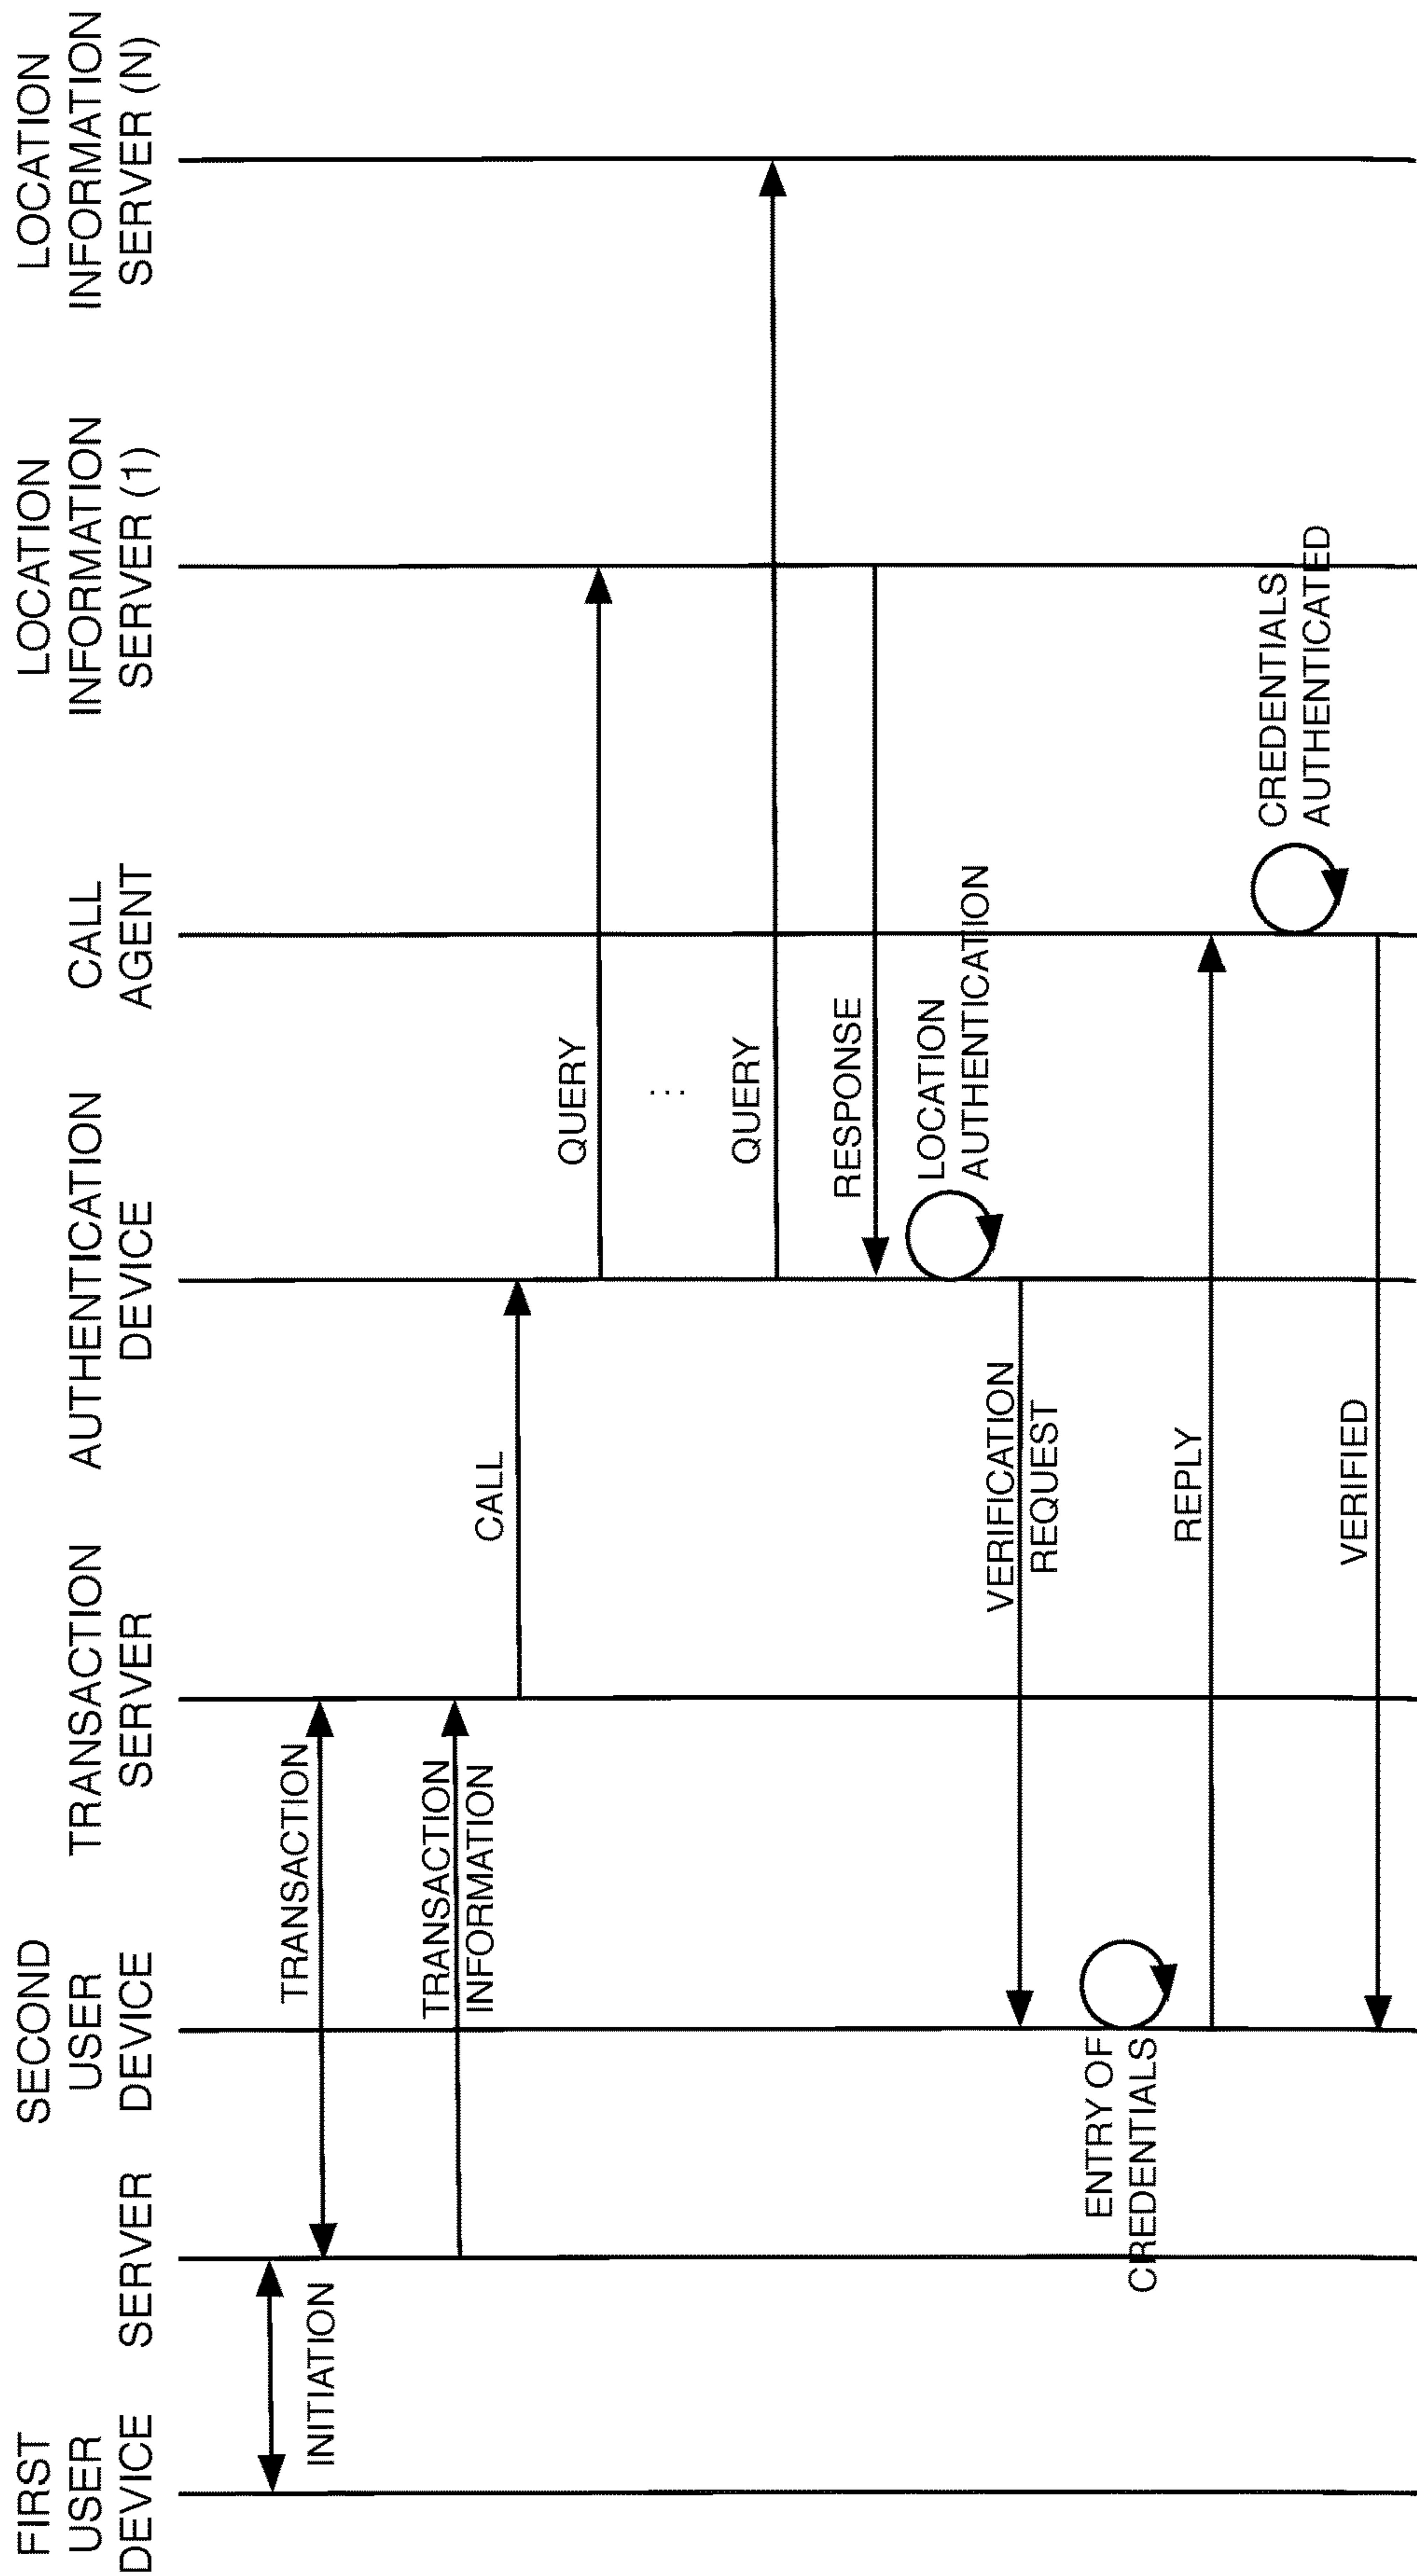 FIRST
USER
DEVICE
SERVER
SECOND
USER
DEVICE
TRANSACTION
SERVER
AUTHENTICATION
DEVICE
CALL
AGENT
LOCATION
INFORMATION
SERVER (1)
LOCATION
INFORMATION
SERVER (N)
INITIATION
TRANSACTION
TRANSACTION
INFORMATION
CALL
QUERY
...
QUERY
RESPONSE
LOCATION
AUTHENTICATION
VERIFICATION
REQUEST
ENTRY OF
CREDENTIALS
REPLY
CREDENTIALS
AUTHENTICATED
VERIFIED